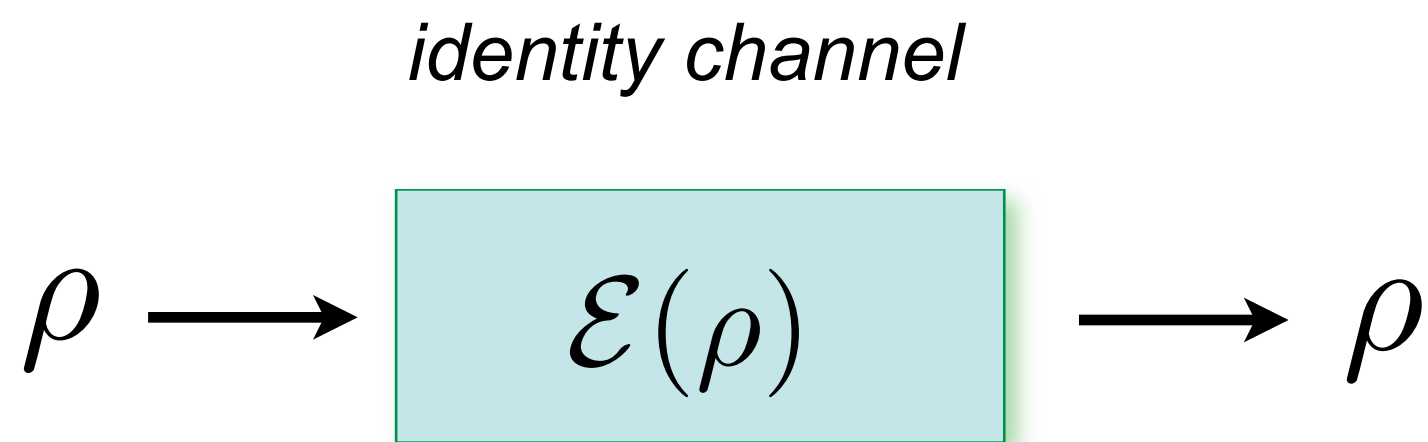 identity channel
ρ ℰ(ρ) ρ